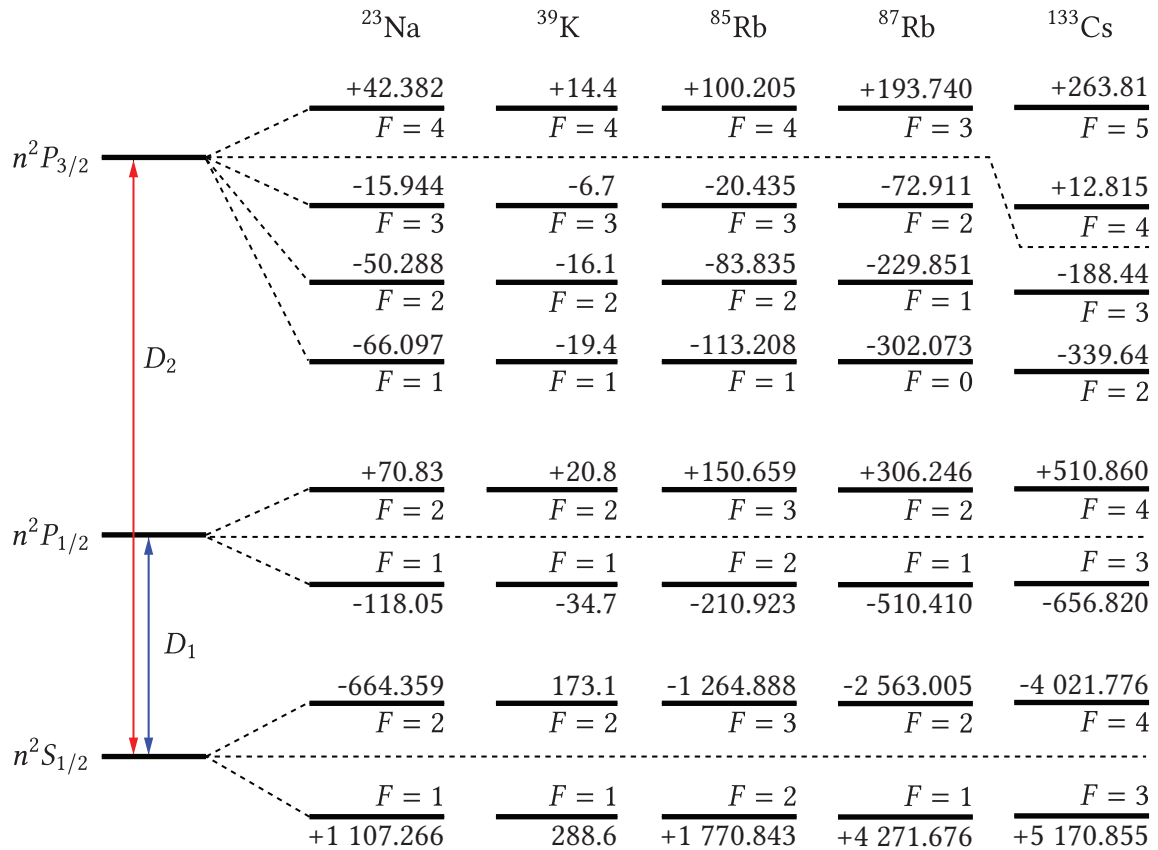 ²³Na ³⁹K ⁸⁵Rb ⁸⁷Rb ¹³³Cs
+42.382 +14.4 +100.205 +193.740 +263.81
F = 4 F = 4 F = 4 F = 3 F = 5
n²P₃/₂
-15.944 -6.7 -20.435 -72.911 +12.815
F = 3 F = 3 F = 3 F = 2 F = 4
-50.288 -16.1 -83.835 -229.851 -188.44
F = 2 F = 2 F = 2 F = 1 F = 3
-66.097 -19.4 -113.208 -302.073 -339.64
D₂
F = 1 F = 1 F = 1 F = 0 F = 2
+70.83 +20.8 +150.659 +306.246 +510.860
F = 2 F = 2 F = 3 F = 2 F = 4
n²P₁/₂
F = 1 F = 1 F = 2 F = 1 F = 3
-118.05 -34.7 -210.923 -510.410 -656.820
D₁
-664.359 173.1 -1 264.888 -2 563.005 -4 021.776
F = 2 F = 2 F = 3 F = 2 F = 4
n²S₁/₂
F = 1 F = 1 F = 2 F = 1 F = 3
+1 107.266 288.6 +1 770.843 +4 271.676 +5 170.855